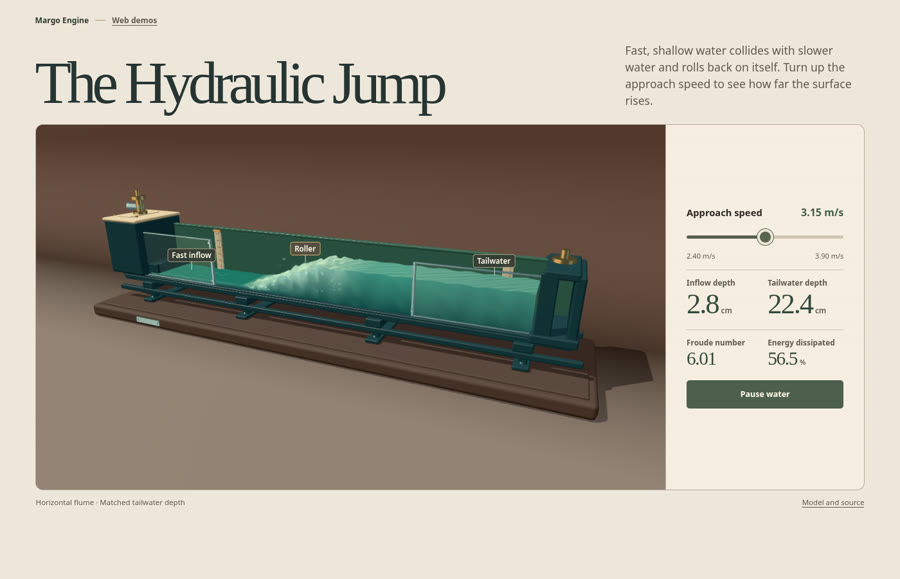 Margo Engine — Web demos
The Hydraulic Jump
Fast, shallow water collides with slower
water and rolls back on itself. Turn up the
approach speed to see how far the surface
rises.
Fast inflow
Roller
Tailwater
Approach speed 3.15 m/s
2.40 m/s 3.90 m/s
Inflow depth Tailwater depth
2.8 cm 22.4 cm
Froude number Energy dissipated
6.01 56.5 %
Pause water
Horizontal flume · Matched tailwater depth
Model and source